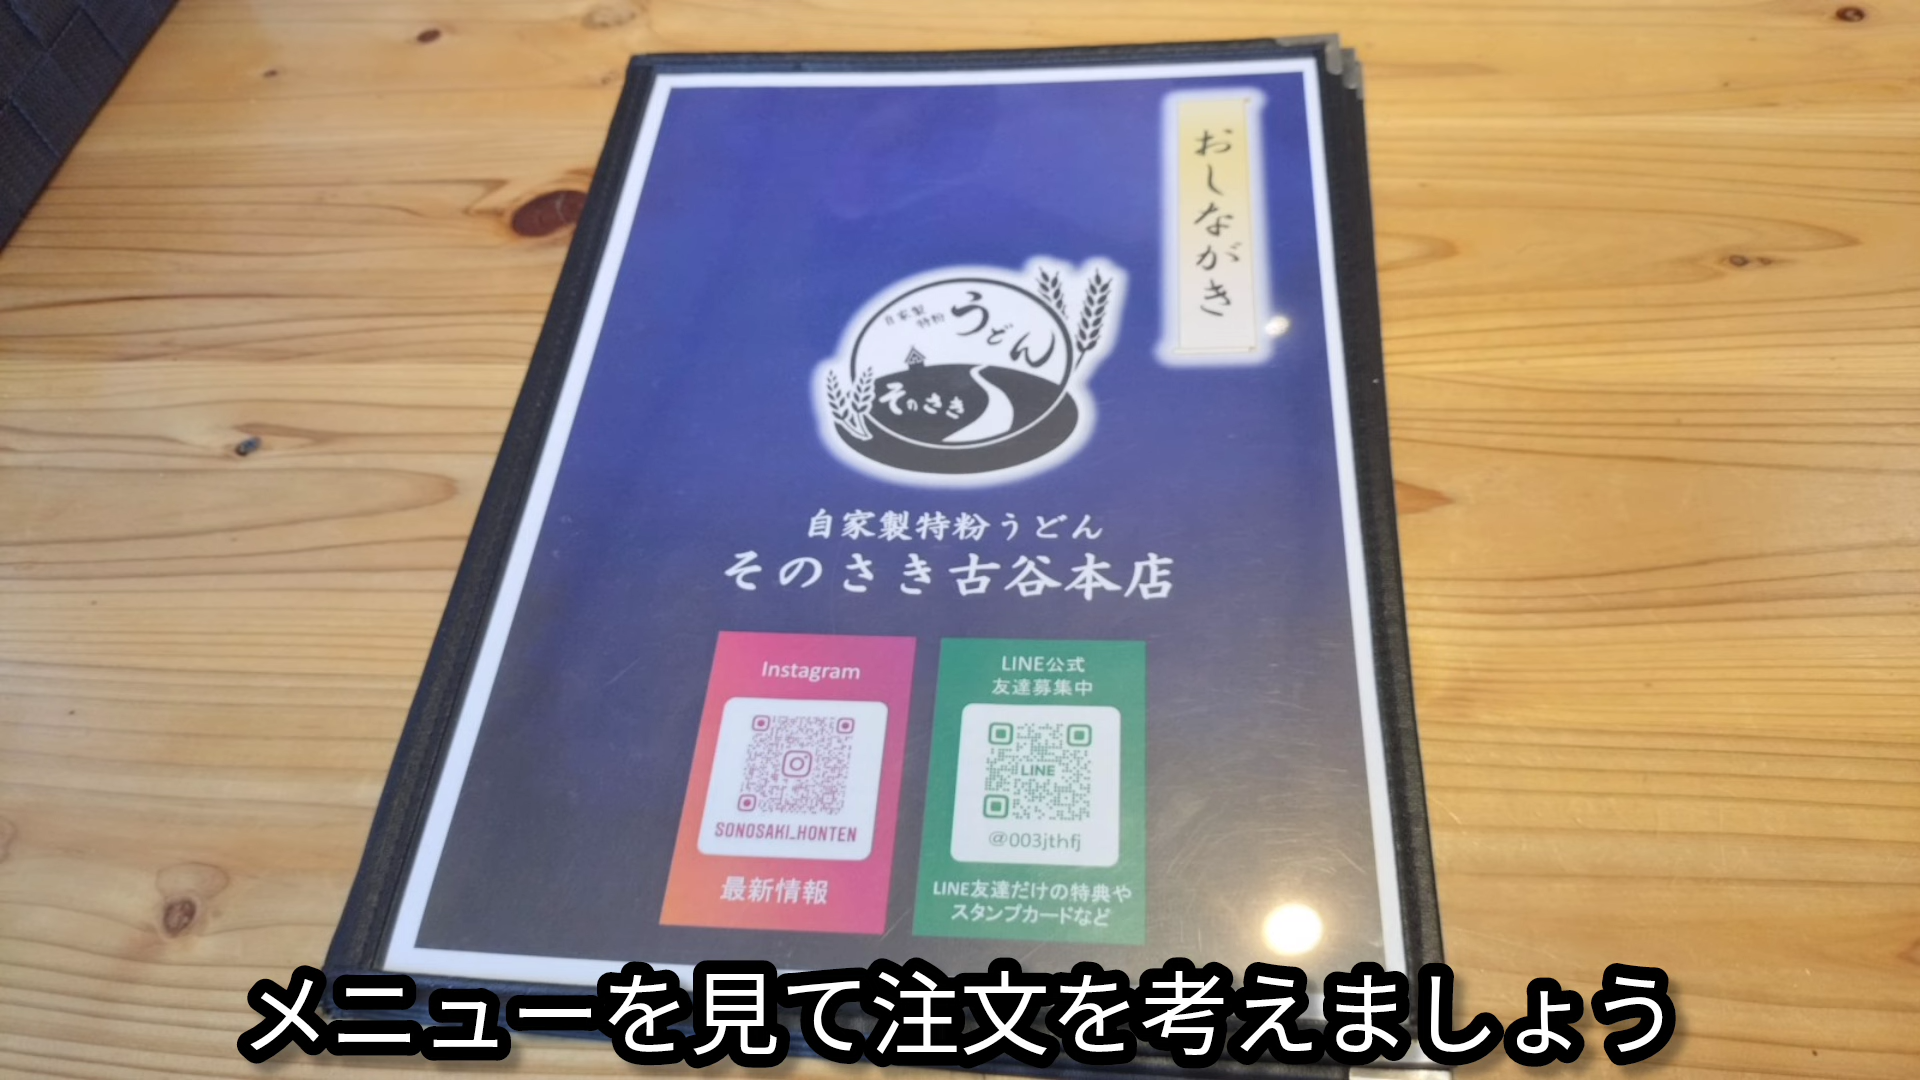 おしながき
自家製
特粉
うどん
そのさき
自家製特粉うどん
そのさき古谷本店
Instagram
SONOSAKI_HONTEN
最新情報
LINE公式
友達募集中
LINE
@003jthfj
LINE友達だけの特典や
スタンプカードなど
メニューを見て注文を考えましょう